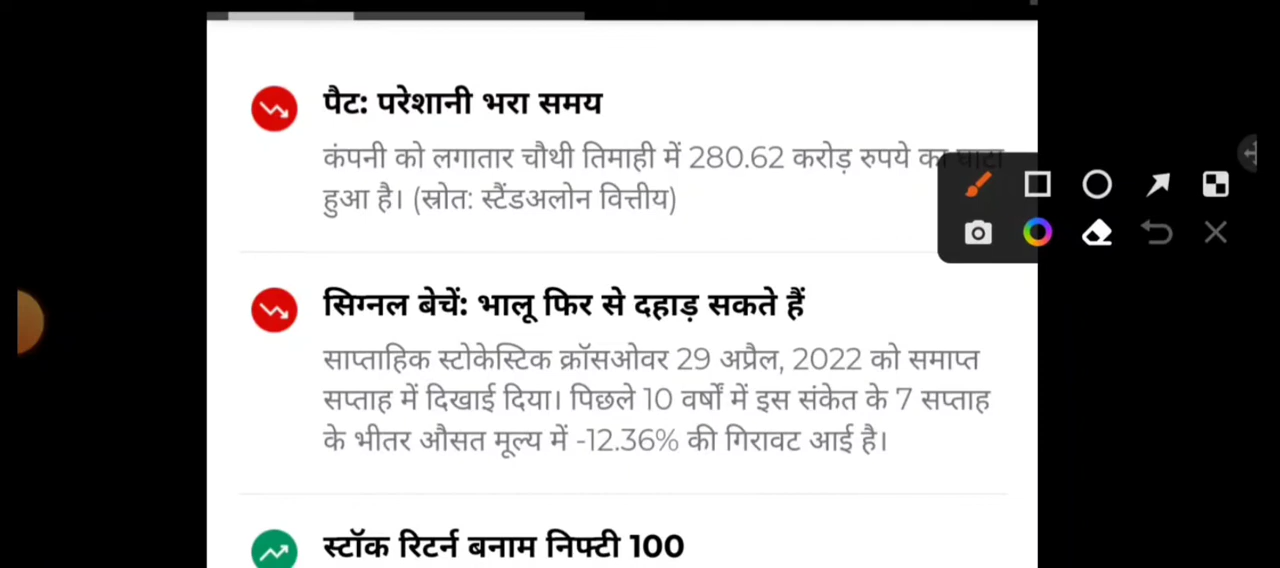 पैट: परेशानी भरा समय
कंपनी को लगातार चौथी तिमाही में 280.62 करोड़ रुपये का घाटा
हुआ है। (स्रोत: स्टैंडअलोन वित्तीय)
सिग्नल बेचें: भालू फिर से दहाड़ सकते हैं
साप्ताहिक स्टोकेस्टिक क्रॉसओवर 29 अप्रैल, 2022 को समाप्त
सप्ताह में दिखाई दिया। पिछले 10 वर्षों में इस संकेत के 7 सप्ताह
के भीतर औसत मूल्य में -12.36% की गिरावट आई है।
स्टॉक रिटर्न बनाम निफ्टी 100